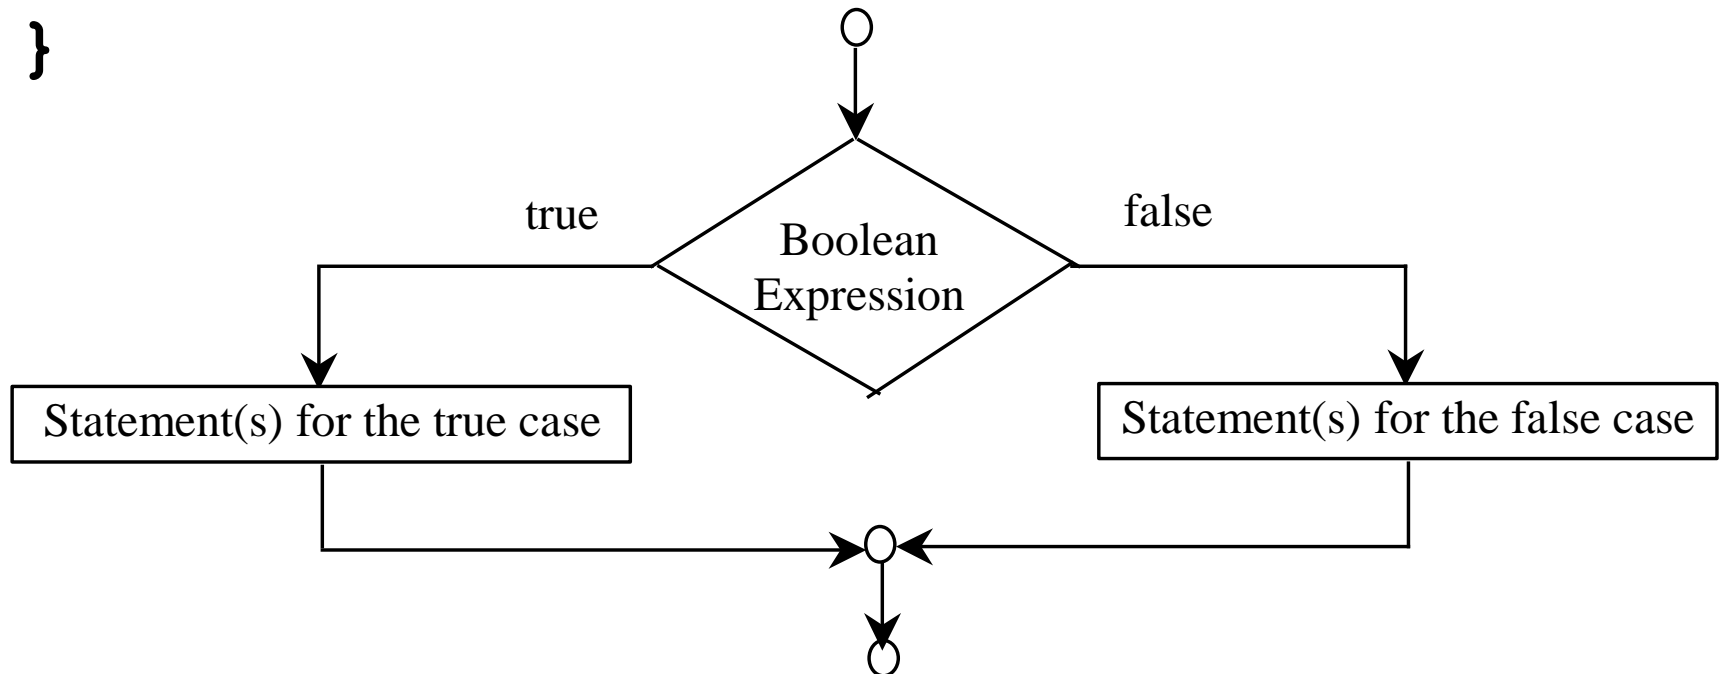 }
true
false
Boolean
Expression
Statement(s) for the true case
Statement(s) for the false case